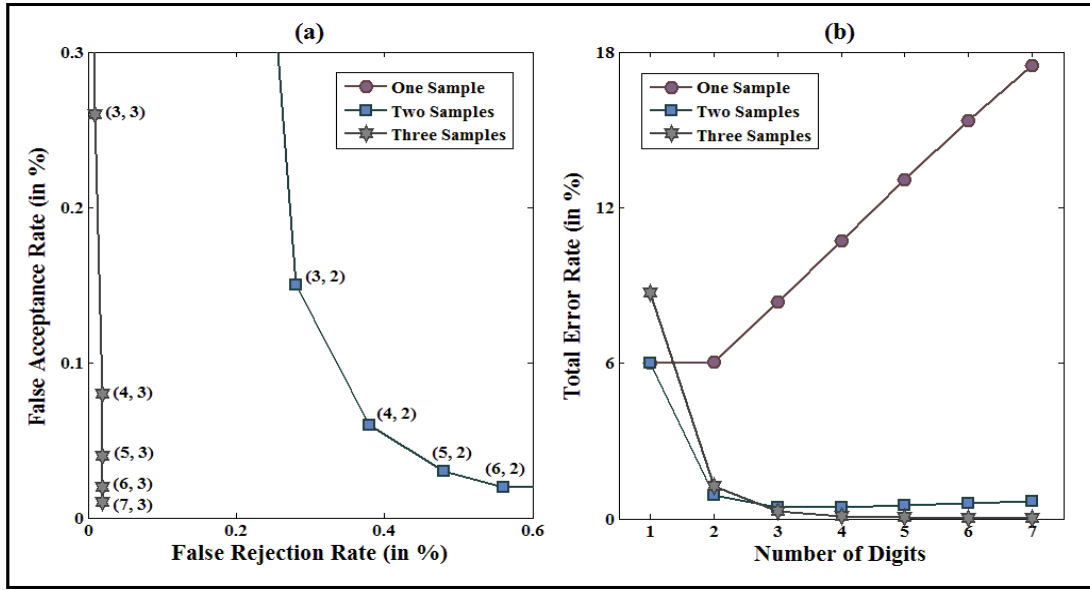 (a)
0.3
0.2
0.1
0
False Acceptance Rate (in %)
One Sample
Two Samples
Three Samples
(3, 3)
(4, 3)
(5, 3)
(6, 3)
(7, 3)
(3, 2)
(4, 2)
(5, 2)
(6, 2)
0 0.2 0.4 0.6
False Rejection Rate (in %)
(b)
18
12
6
0
Total Error Rate (in %)
One Sample
Two Samples
Three Samples
1 2 3 4 5 6 7
Number of Digits